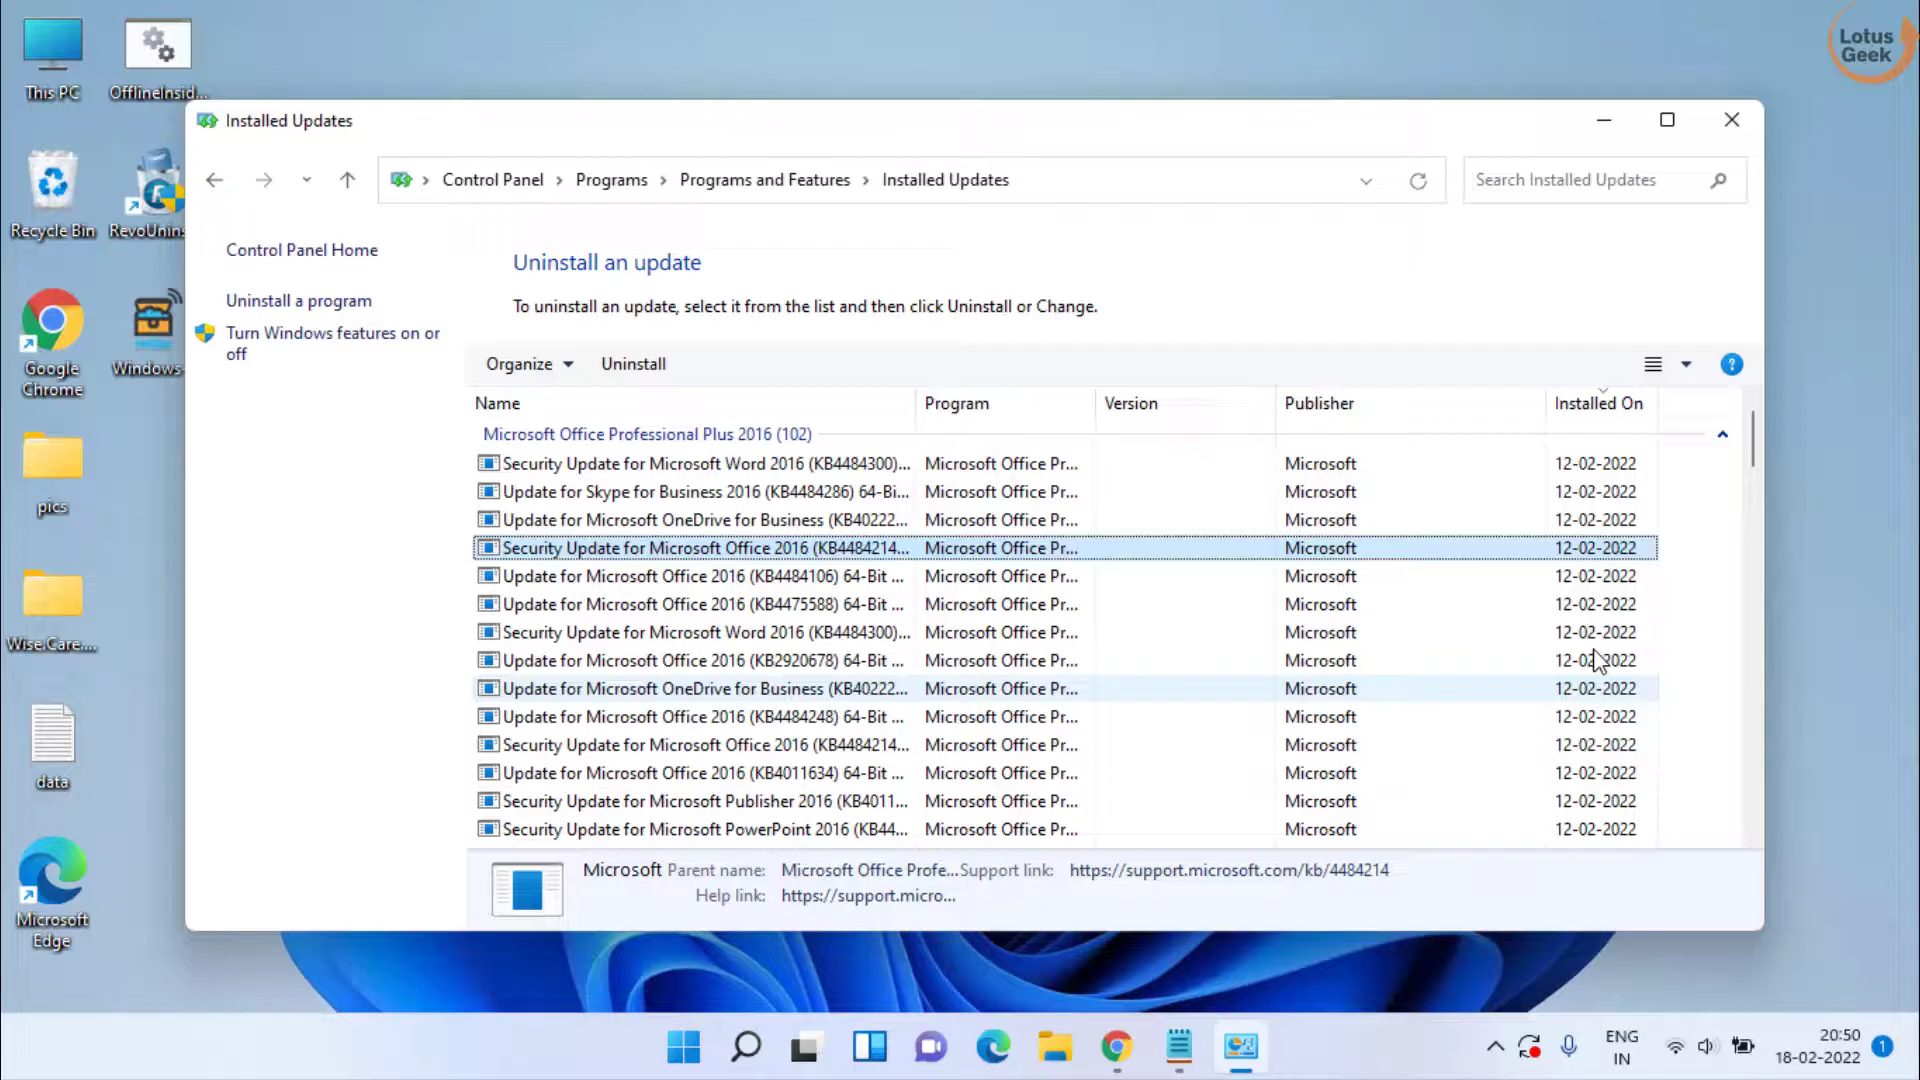 This PC
OfflineInsid...
Lotus
Geek
Recycle Bin
RevoUnins
Google
Chrome
Windows
pics
Wise.Care....
data
Microsoft
Edge
Installed Updates
Control Panel > Programs > Programs and Features > Installed Updates
Search Installed Updates
Control Panel Home
Uninstall a program
Turn Windows features on or
off
Uninstall an update
To uninstall an update, select it from the list and then click Uninstall or Change.
Organize Uninstall ?
Name Program Version Publisher Installed On
Microsoft Office Professional Plus 2016 (102)
Security Update for Microsoft Word 2016 (KB4484300)... Microsoft Office Pr... Microsoft 12-02-2022
Update for Skype for Business 2016 (KB4484286) 64-Bi... Microsoft Office Pr... Microsoft 12-02-2022
Update for Microsoft OneDrive for Business (KB40222... Microsoft Office Pr... Microsoft 12-02-2022
Security Update for Microsoft Office 2016 (KB4484214... Microsoft Office Pr... Microsoft 12-02-2022
Update for Microsoft Office 2016 (KB4484106) 64-Bit ... Microsoft Office Pr... Microsoft 12-02-2022
Update for Microsoft Office 2016 (KB4475588) 64-Bit ... Microsoft Office Pr... Microsoft 12-02-2022
Security Update for Microsoft Word 2016 (KB4484300)... Microsoft Office Pr... Microsoft 12-02-2022
Update for Microsoft Office 2016 (KB2920678) 64-Bit ... Microsoft Office Pr... Microsoft 12-02-2022
Update for Microsoft OneDrive for Business (KB40222... Microsoft Office Pr... Microsoft 12-02-2022
Update for Microsoft Office 2016 (KB4484248) 64-Bit ... Microsoft Office Pr... Microsoft 12-02-2022
Security Update for Microsoft Office 2016 (KB4484214... Microsoft Office Pr... Microsoft 12-02-2022
Update for Microsoft Office 2016 (KB4011634) 64-Bit ... Microsoft Office Pr... Microsoft 12-02-2022
Security Update for Microsoft Publisher 2016 (KB4011... Microsoft Office Pr... Microsoft 12-02-2022
Security Update for Microsoft PowerPoint 2016 (KB44... Microsoft Office Pr... Microsoft 12-02-2022
Microsoft Parent name: Microsoft Office Profe... Support link: https://support.microsoft.com/kb/4484214
Help link: https://support.micro...
ENG
IN
20:50
18-02-2022
1